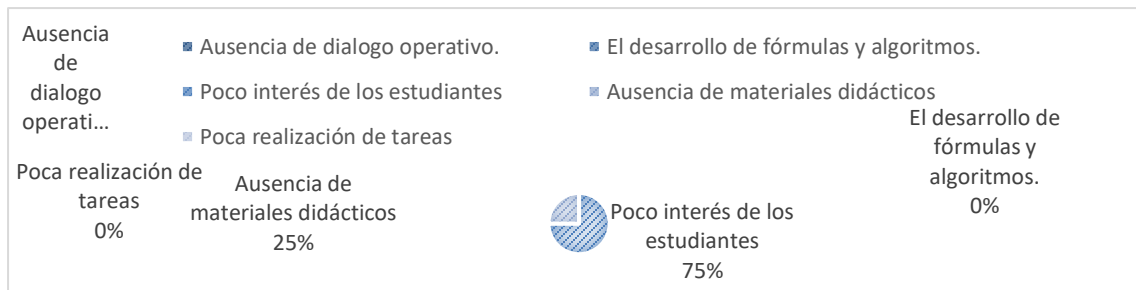 Ausencia
de
dialogo
operati…
Ausencia de dialogo operativo.
El desarrollo de fórmulas y algoritmos.
Poco interés de los estudiantes
Ausencia de materiales didácticos
Poca realización de tareas
El desarrollo de
fórmulas y
algoritmos.
0%
Poca realización de
tareas
0%
Ausencia de
materiales didácticos
25%
Poco interés de los
estudiantes
75%